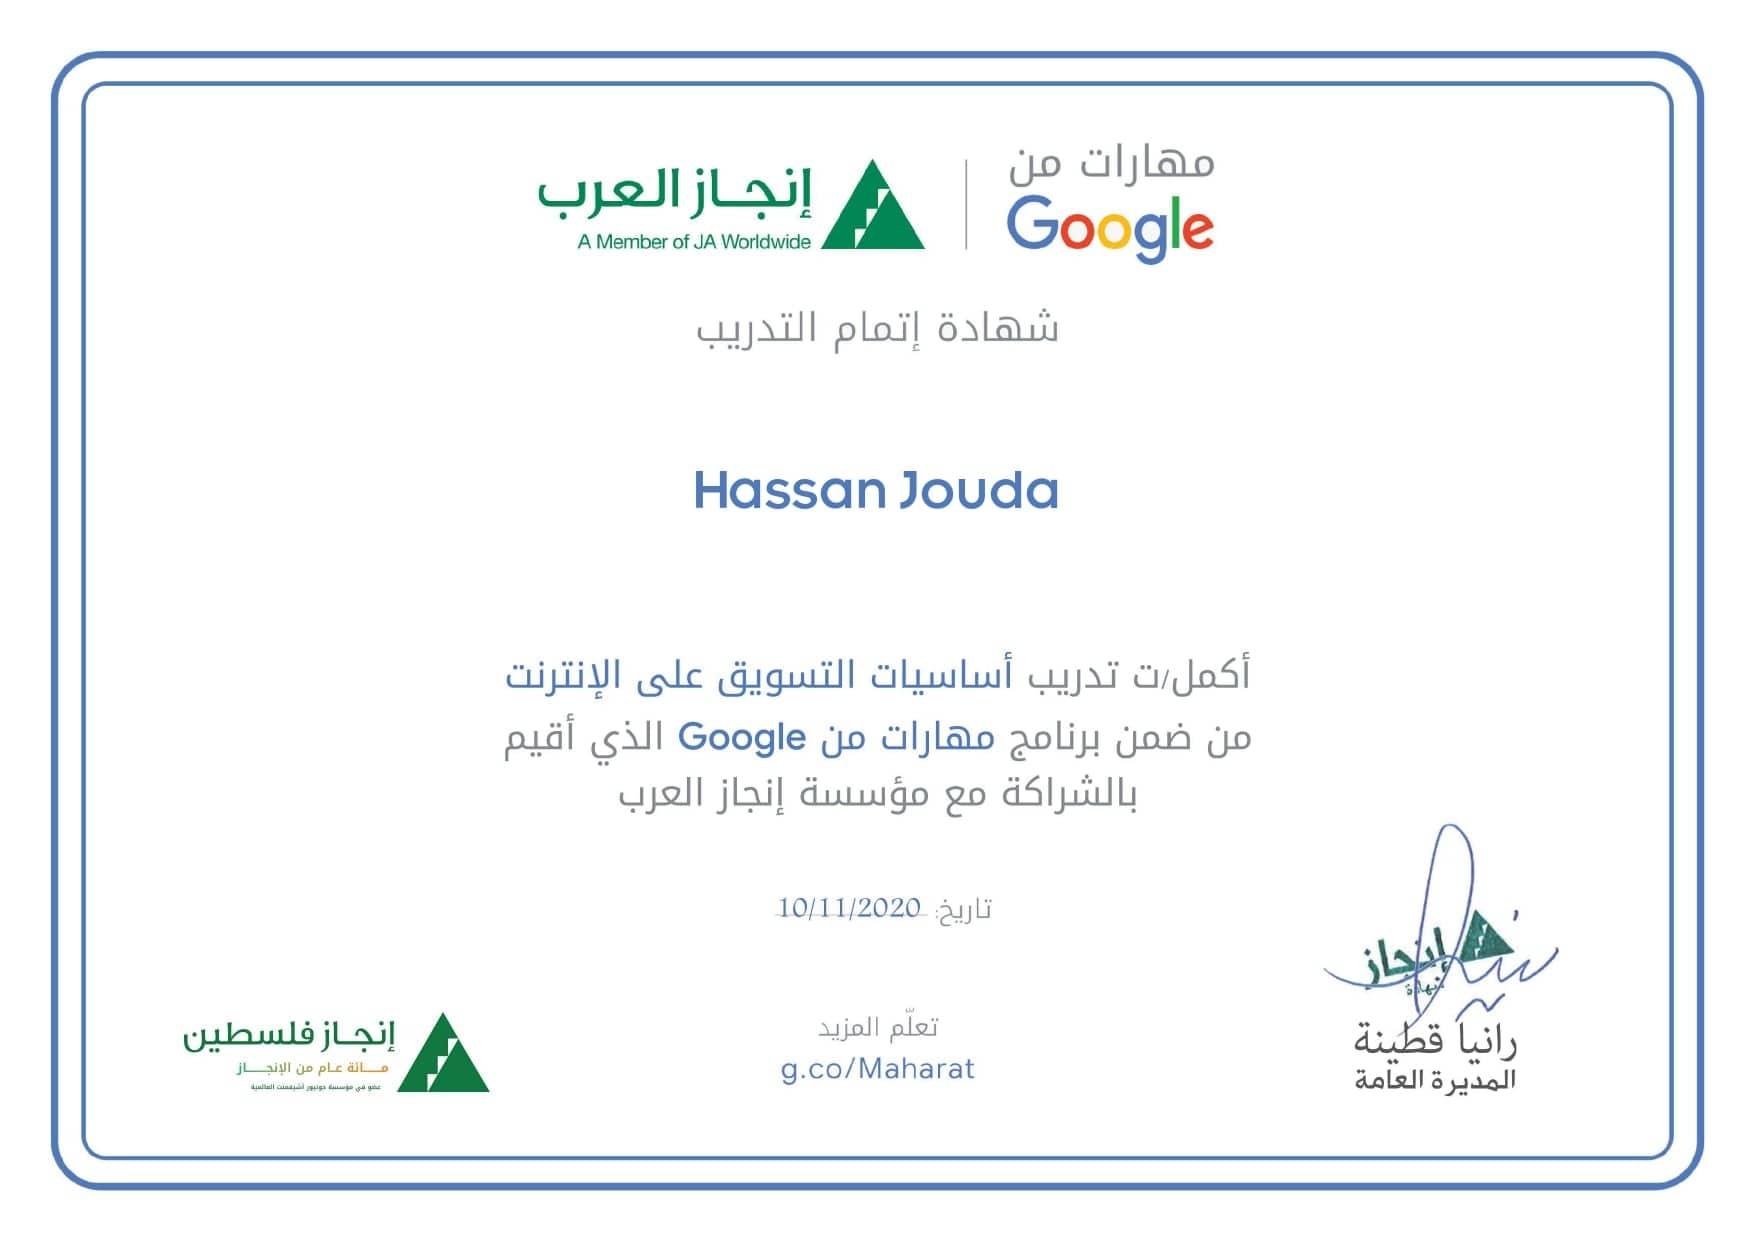 مهارات من
Google
إنجاز العرب
A Member of JA Worldwide
شهادة إتمام التدريب
Hassan Jouda
أكمل/ت تدريب أساسيات التسويق على الإنترنت
من ضمن برنامج مهارات من Google الذي أقيم
بالشراكة مع مؤسسة إنجاز العرب
تاريخ: 10/11/2020
إنجاز
رانيا قطينة
المديرة العامة
تعلّم المزيد
g.co/Maharat
إنجاز فلسطين
مائة عام من الإنجاز
عضو في مؤسسة جونيور أشيفمنت العالمية